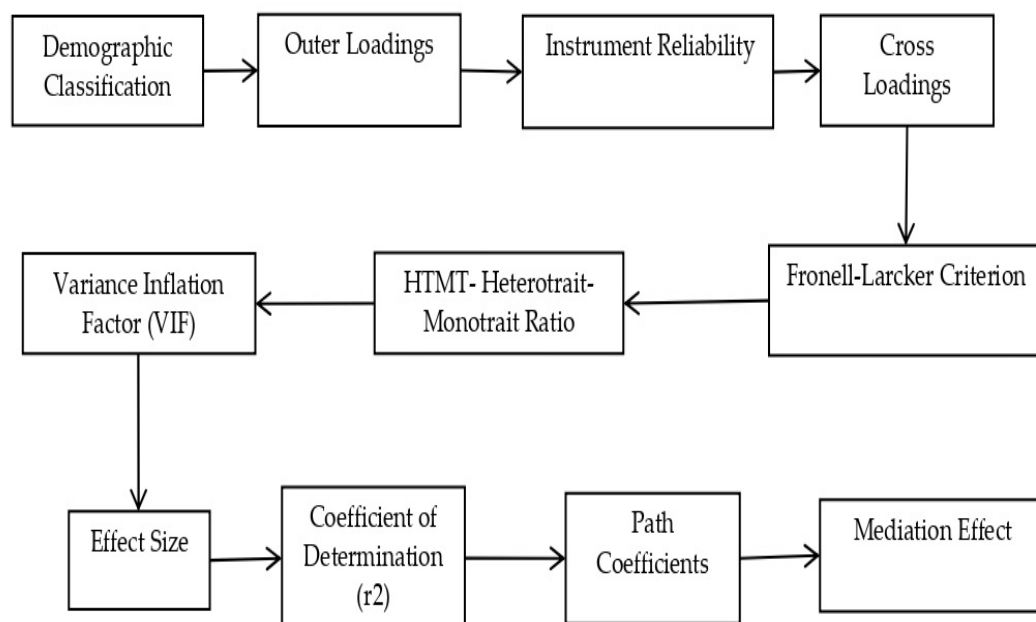 Demographic
Classification
Outer Loadings
Instrument Reliability
Cross
Loadings
Fronell-Larcker Criterion
HTMT- Heterotrait-
Monotrait Ratio
Variance Inflation
Factor (VIF)
Effect Size
Coefficient of
Determination
(r2)
Path
Coefficients
Mediation Effect